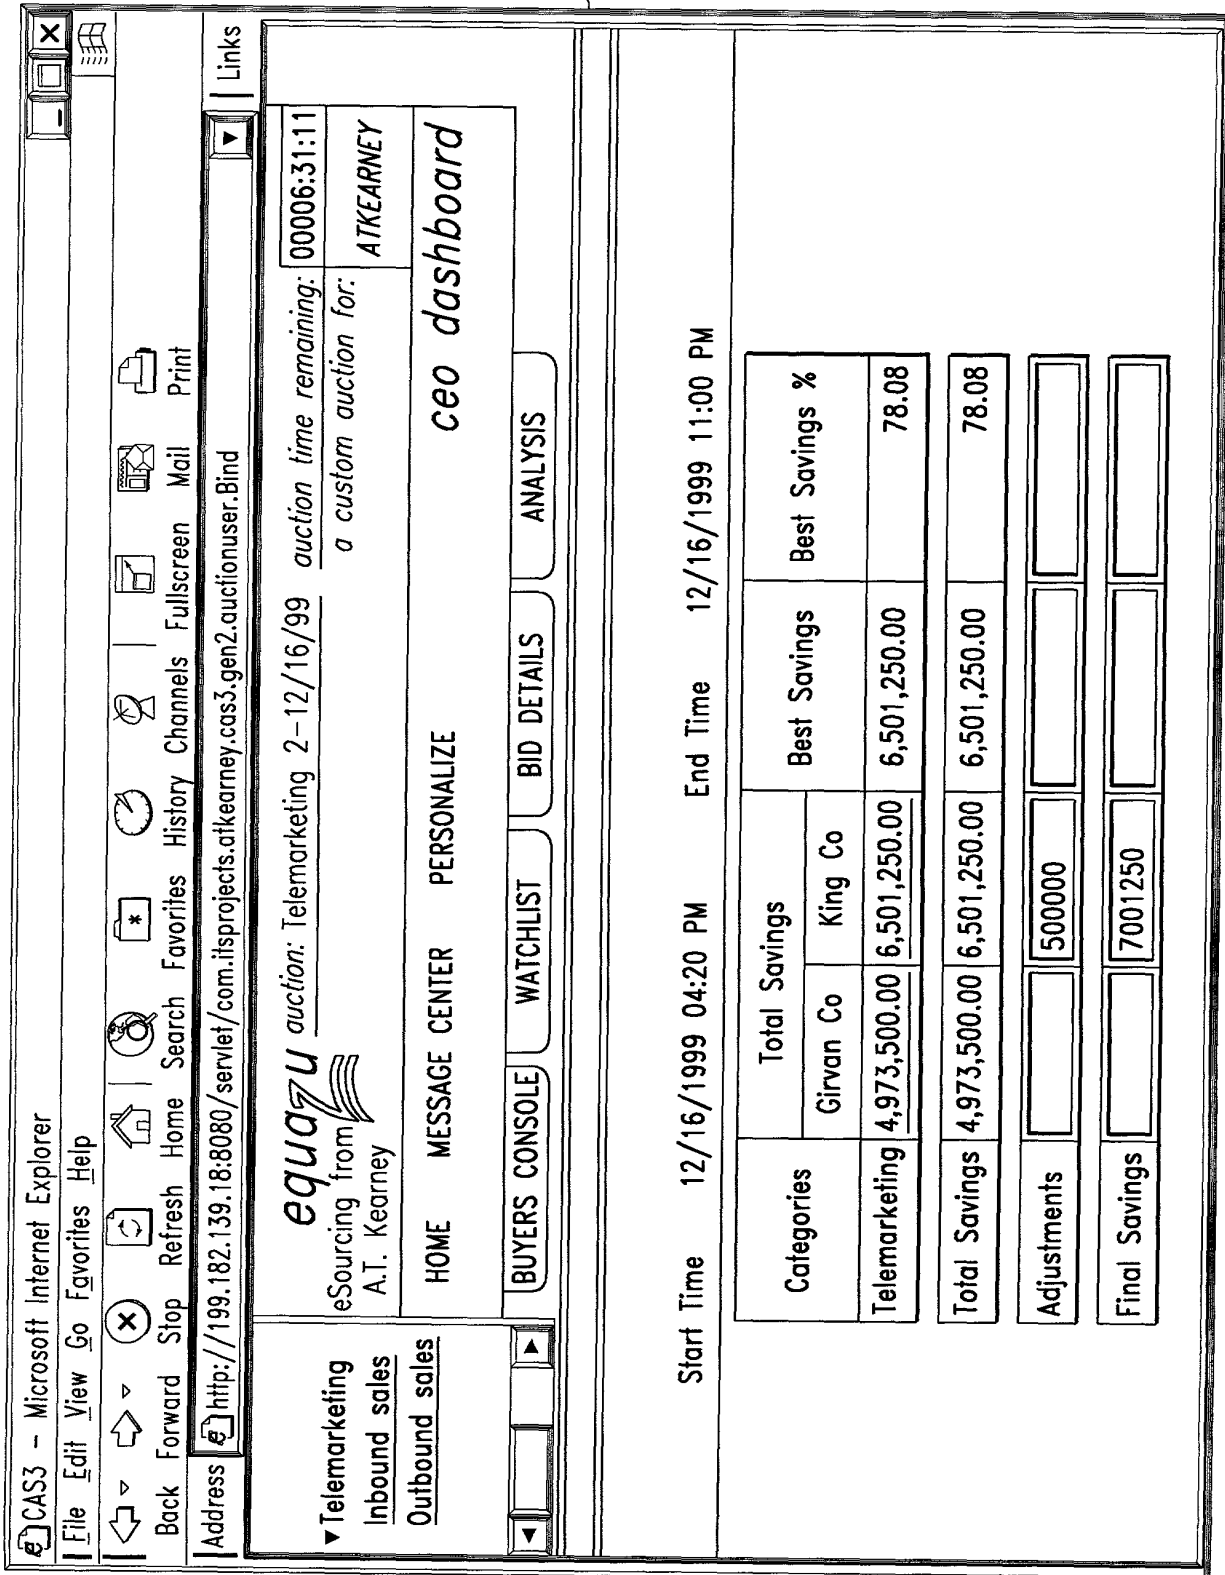 CAS3 - Microsoft Internet Explorer
File Edit View Go Favorites Help
Back Forward Stop Refresh Home Search Favorites History Channels Fullscreen Mail Print
Address http://199.182.139.18:8080/servlet/com.itsprojects.atkearney.cas3.gen2.auctionuser.Bind Links
▼Telemarketing
Inbound sales
Outbound sales
equazu auction: Telemarketing 2-12/16/99 auction time remaining: 00006:31:11
eSourcing from a custom auction for: ATKEARNEY
A.T. Kearney
HOME MESSAGE CENTER PERSONALIZE ceo dashboard
BUYERS CONSOLE WATCHLIST BID DETAILS ANALYSIS
Start Time 12/16/1999 04:20 PM End Time 12/16/1999 11:00 PM
Categories Total Savings Best Savings Best Savings %
Girvan Co King Co
Telemarketing 4,973,500.00 6,501,250.00 6,501,250.00 78.08
Total Savings 4,973,500.00 6,501,250.00 6,501,250.00 78.08
Adjustments 500000
Final Savings 7001250